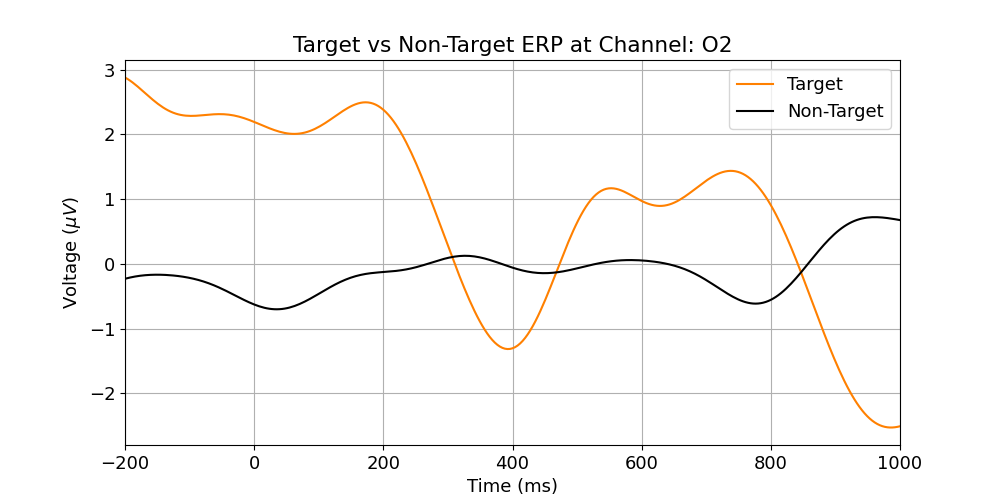 Target vs Non-Target ERP at Channel: O2
Voltage (μV)
3
2
1
0
−1
−2
Target
Non-Target
−200 0 200 400 600 800 1000
Time (ms)